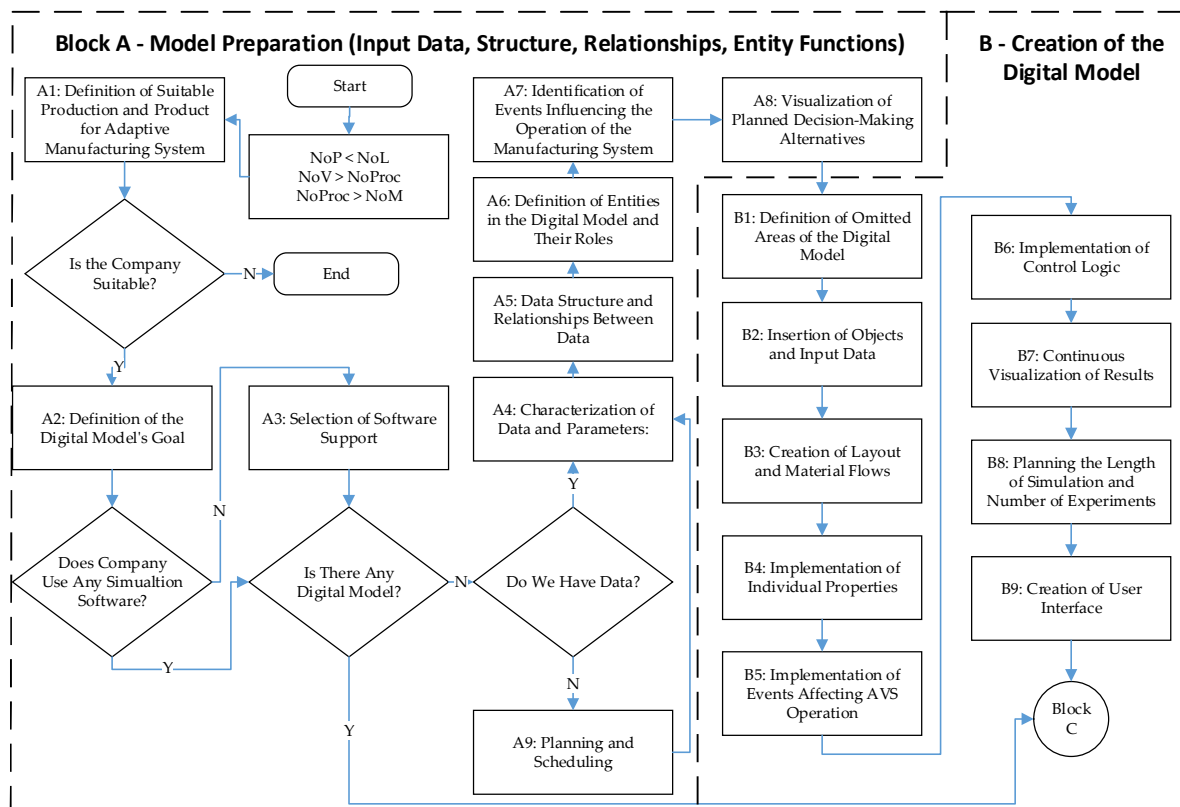 Block A - Model Preparation (Input Data, Structure, Relationships, Entity Functions)
B - Creation of the
Digital Model
Start
NoP < NoL
NoV > NoProc
NoProc > NoM
A1: Definition of Suitable
Production and Product
for Adaptive
Manufacturing System
Is the Company
Suitable?
N
End
Y
A2: Definition of the
Digital Model's Goal
Does Company
Use Any Simualtion
Software?
N
Y
A3: Selection of Software
Support
Is There Any
Digital Model?
N
Y
Do We Have Data?
Y
N
A9: Planning and
Scheduling
A4: Characterization of
Data and Parameters:
A5: Data Structure and
Relationships Between
Data
A6: Definition of Entities
in the Digital Model and
Their Roles
A7: Identification of
Events Influencing the
Operation of the
Manufacturing System
A8: Visualization of
Planned Decision-Making
Alternatives
B1: Definition of Omitted
Areas of the Digital
Model
B2: Insertion of Objects
and Input Data
B3: Creation of Layout
and Material Flows
B4: Implementation of
Individual Properties
B5: Implementation of
Events Affecting AVS
Operation
B6: Implementation of
Control Logic
B7: Continuous
Visualization of Results
B8: Planning the Length
of Simulation and
Number of Experiments
B9: Creation of User
Interface
Block
C